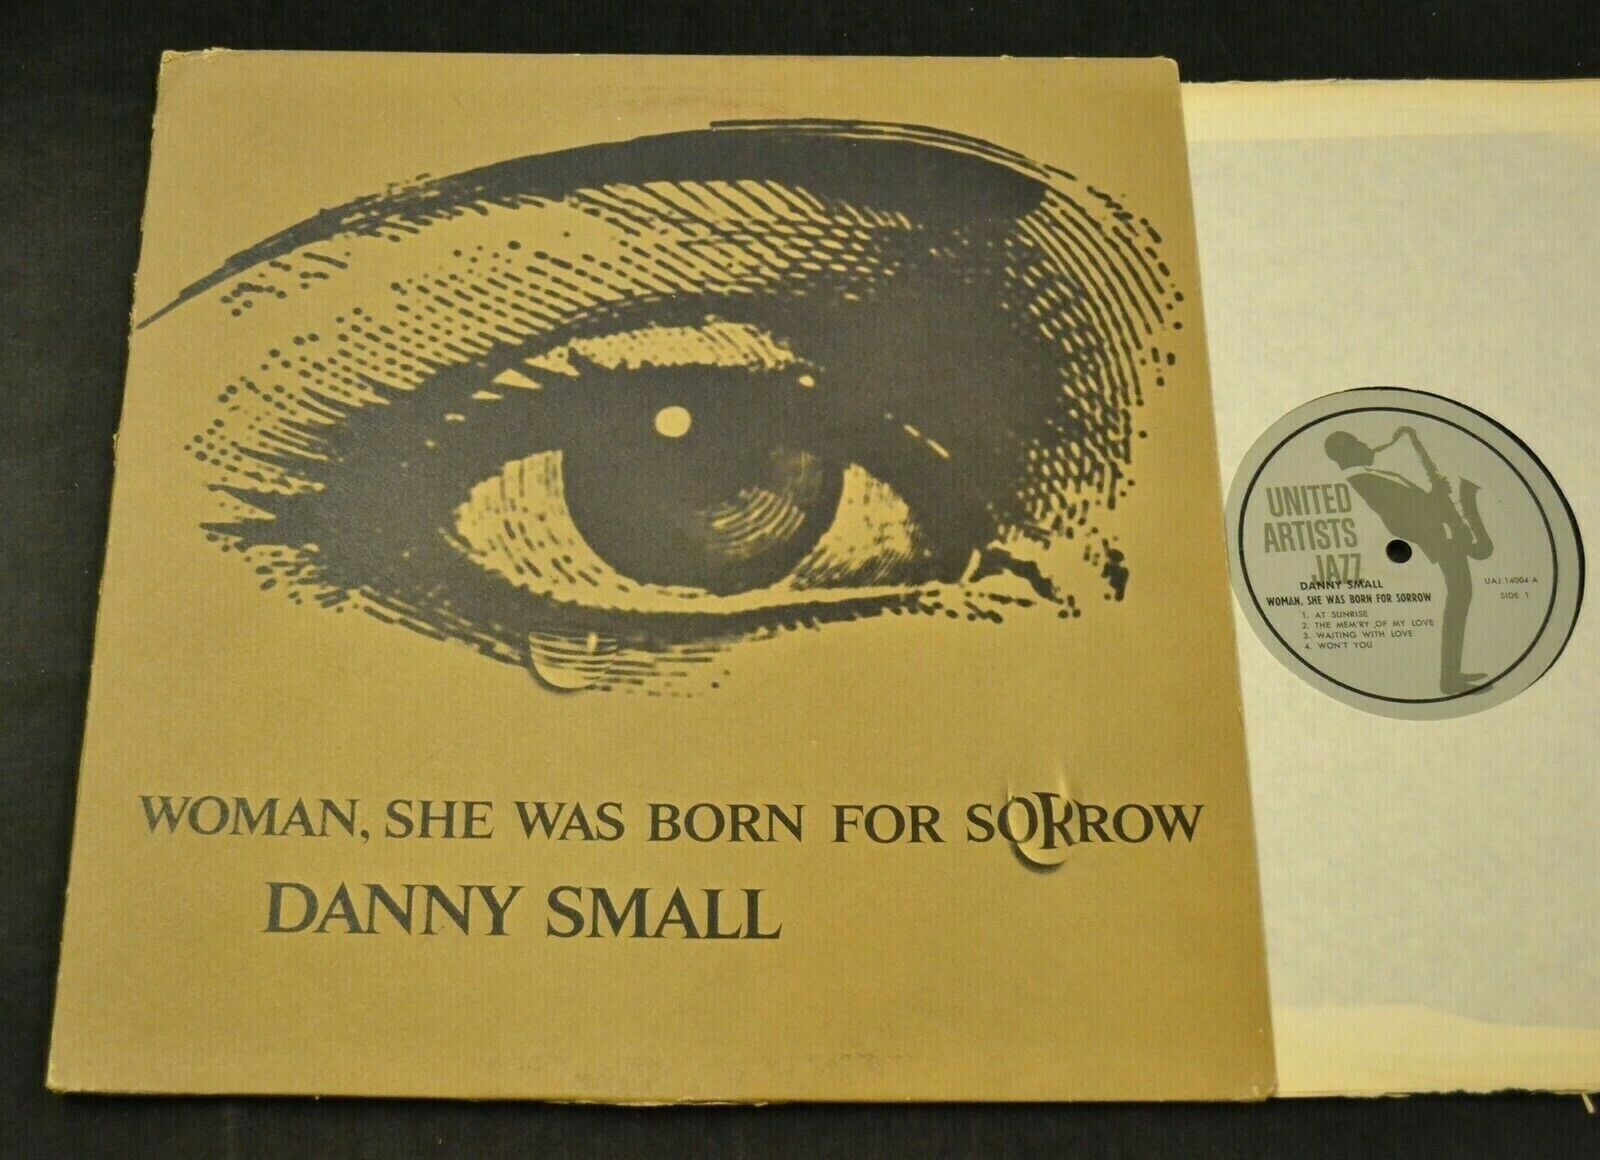 WOMAN, SHE WAS BORN FOR SORROW
DANNY SMALL
UNITED
ARTISTS
JAZZ
DANNY SMALL
UAJ 14004 A
WOMAN, SHE WAS BORN FOR SORROW
SIDE 1
1. AT SUNRISE
2. THE MEM'RY OF MY LOVE
3. WAITING WITH LOVE
4. WON'T YOU